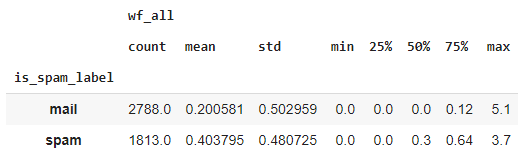 wf_all
count mean std min 25% 50% 75% max
is_spam_label
mail 2788.0 0.200581 0.502959 0.0 0.0 0.0 0.12 5.1
spam 1813.0 0.403795 0.480725 0.0 0.0 0.3 0.64 3.7